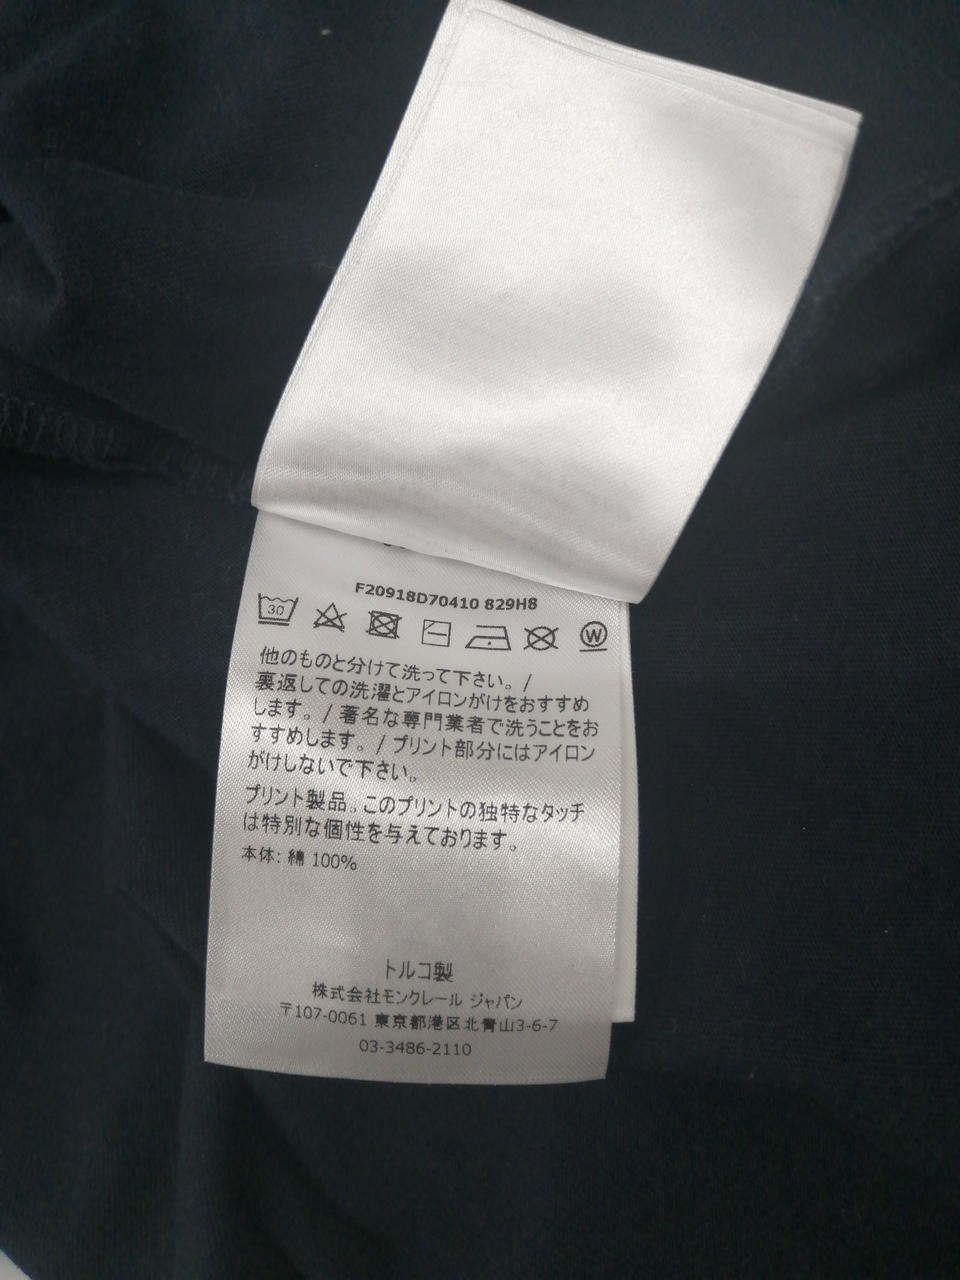 F20918D70410 829H8
30 W
他のものと分けて洗って下さい。/
裏返しての洗濯とアイロンがけをおすすめ
します。/ 著名な専門業者で洗うことをお
すすめします。/ プリント部分にはアイロン
がけしないで下さい。
プリント製品。このプリントの独特なタッチ
は特別な個性を与えております。
本体: 綿 100%
トルコ製
株式会社モンクレール ジャパン
〒107-0061 東京都港区北青山3-6-7
03-3486-2110